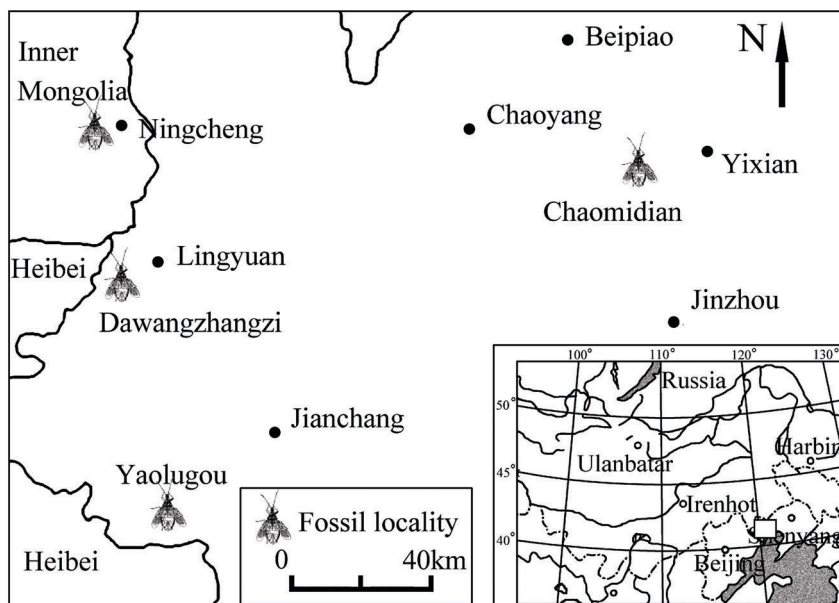 Inner
Mongolia
Ningcheng
Beipiao
N
Chaoyang
Yixian
Chaomidian
Heibei
Lingyuan
Dawangzhangzi
Jinzhou
Jianchang
Yaolugou
Heibei
Fossil locality
0 40km
100° 110° 120° 130°
50°
45°
40°
Russia
Ulanbatar
Harbin
Irenhot
Shenyang
Beijing